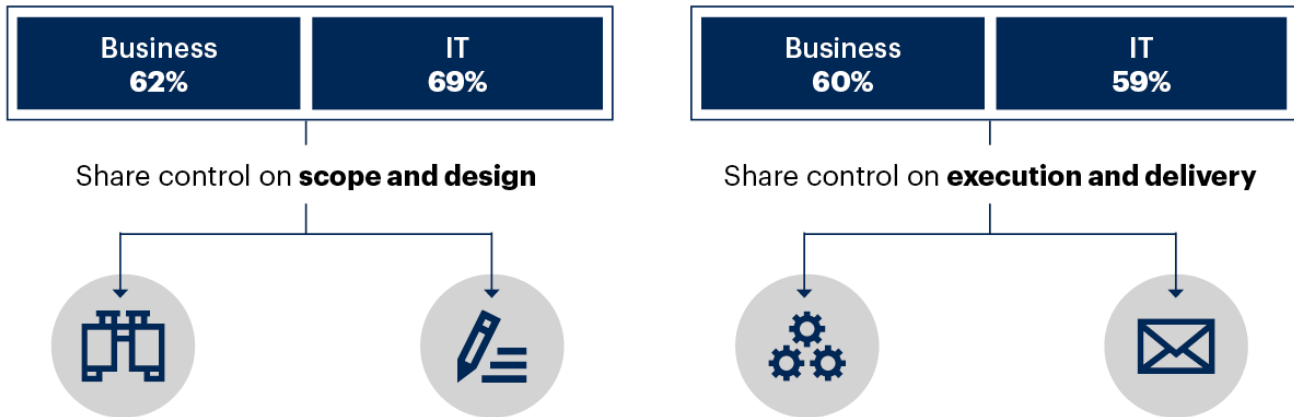 Business
62%
IT
69%
Share control on scope and design
Business
60%
IT
59%
Share control on execution and delivery